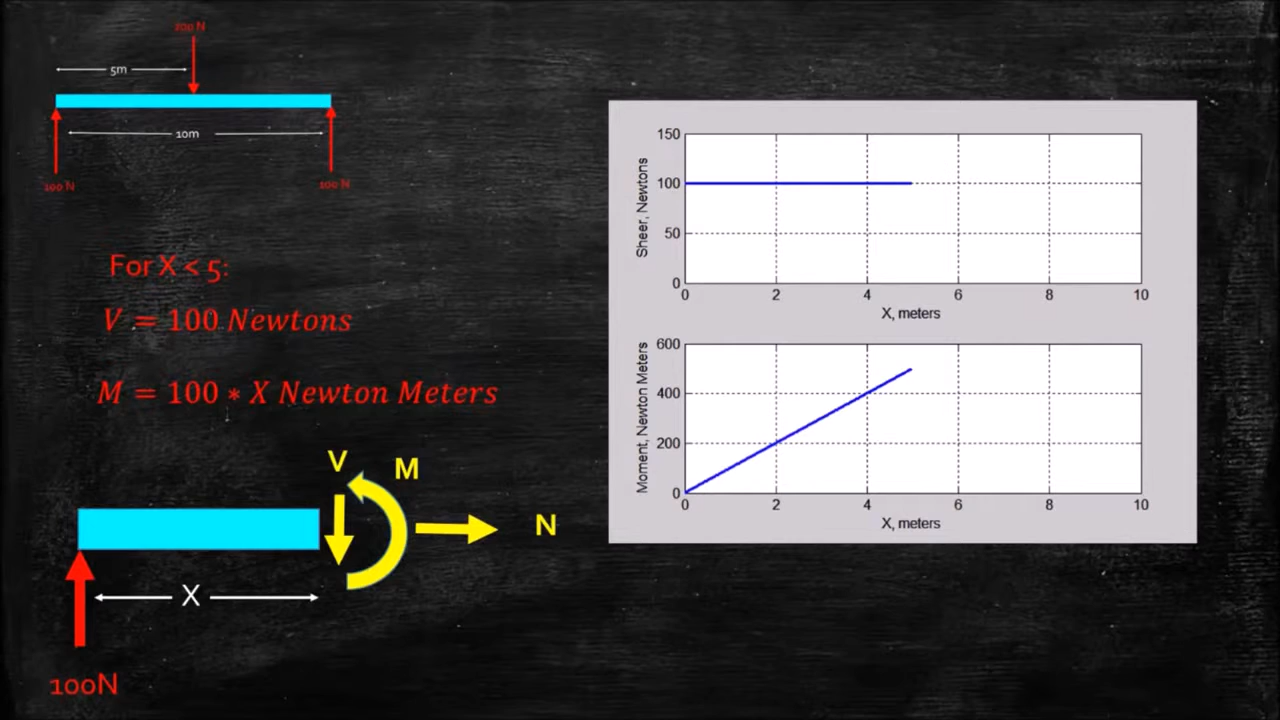 200 N
5m
10m
100 N
100 N
For X < 5:
V = 100 Newtons
M = 100 * X Newton Meters
V
M
N
X
100N
150
100
50
0
Sheer, Newtons
0 2 4 6 8 10
X, meters
600
400
200
0
Moment, Newton Meters
0 2 4 6 8 10
X, meters